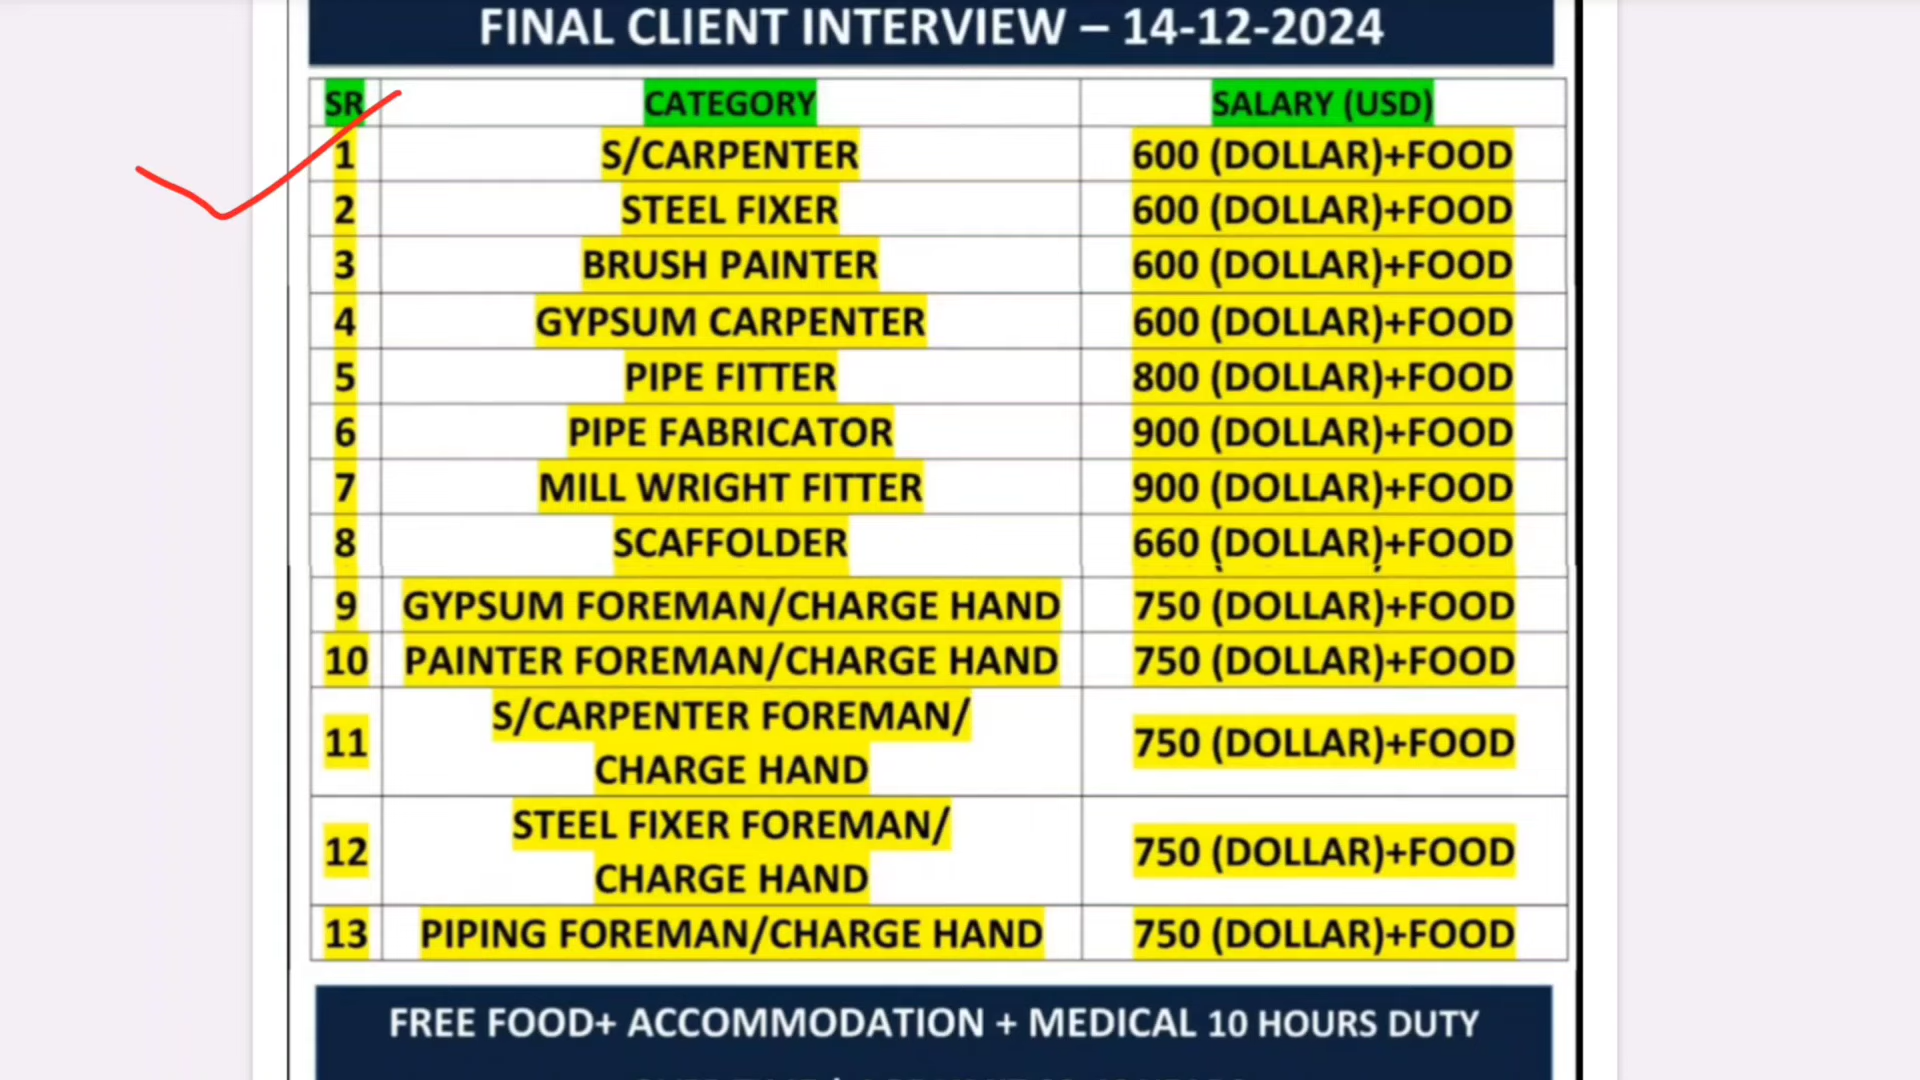 FINAL CLIENT INTERVIEW – 14-12-2024
SR CATEGORY SALARY (USD)
1 S/CARPENTER 600 (DOLLAR)+FOOD
2 STEEL FIXER 600 (DOLLAR)+FOOD
3 BRUSH PAINTER 600 (DOLLAR)+FOOD
4 GYPSUM CARPENTER 600 (DOLLAR)+FOOD
5 PIPE FITTER 800 (DOLLAR)+FOOD
6 PIPE FABRICATOR 900 (DOLLAR)+FOOD
7 MILL WRIGHT FITTER 900 (DOLLAR)+FOOD
8 SCAFFOLDER 660 (DOLLAR)+FOOD
9 GYPSUM FOREMAN/CHARGE HAND 750 (DOLLAR)+FOOD
10 PAINTER FOREMAN/CHARGE HAND 750 (DOLLAR)+FOOD
11 S/CARPENTER FOREMAN/
CHARGE HAND 750 (DOLLAR)+FOOD
12 STEEL FIXER FOREMAN/
CHARGE HAND 750 (DOLLAR)+FOOD
13 PIPING FOREMAN/CHARGE HAND 750 (DOLLAR)+FOOD
FREE FOOD+ ACCOMMODATION + MEDICAL 10 HOURS DUTY